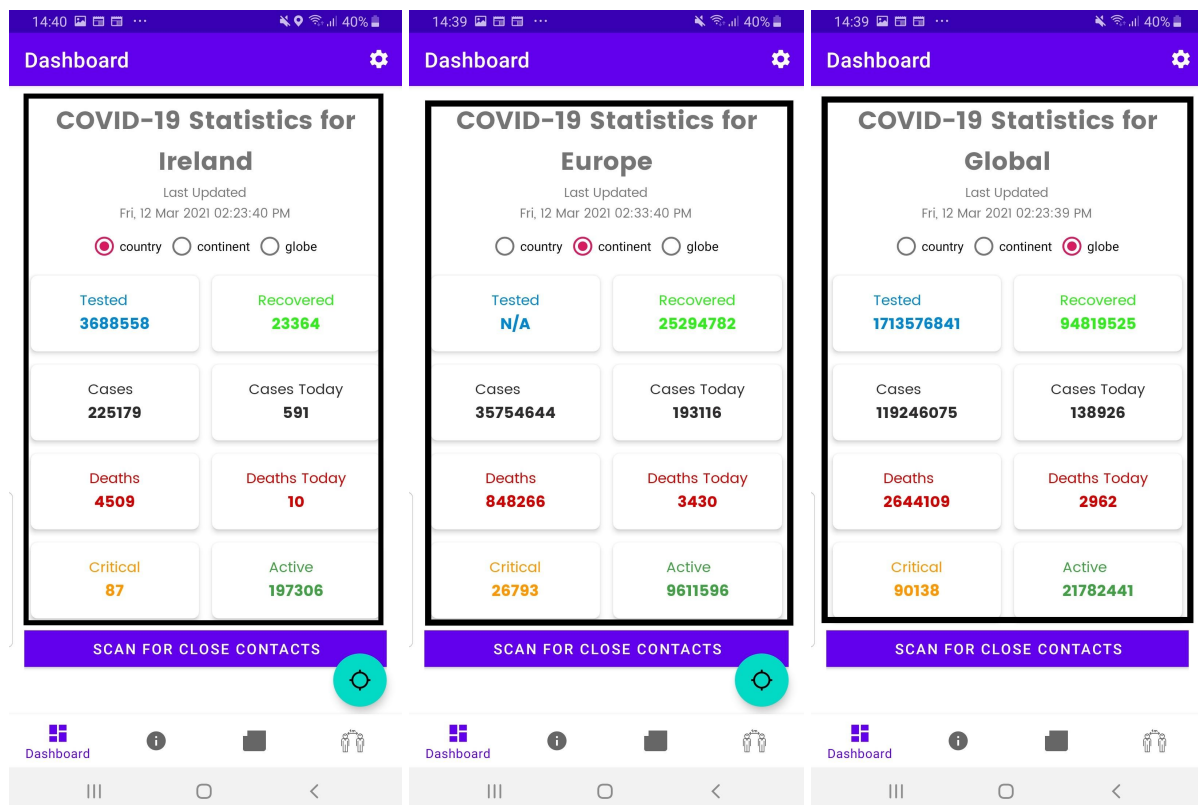 14:40 ... 40%
Dashboard
COVID-19 Statistics for
Ireland
Last Updated
Fri, 12 Mar 2021 02:23:40 PM
country continent globe
Tested Recovered
3688558 23364
Cases Cases Today
225179 591
Deaths Deaths Today
4509 10
Critical Active
87 197306
SCAN FOR CLOSE CONTACTS
Dashboard
14:39 ... 40%
Dashboard
COVID-19 Statistics for
Europe
Last Updated
Fri, 12 Mar 2021 02:33:40 PM
country continent globe
Tested Recovered
N/A 25294782
Cases Cases Today
35754644 193116
Deaths Deaths Today
848266 3430
Critical Active
26793 9611596
SCAN FOR CLOSE CONTACTS
Dashboard
14:39 ... 40%
Dashboard
COVID-19 Statistics for
Global
Last Updated
Fri, 12 Mar 2021 02:23:39 PM
country continent globe
Tested Recovered
1713576841 94819525
Cases Cases Today
119246075 138926
Deaths Deaths Today
2644109 2962
Critical Active
90138 21782441
SCAN FOR CLOSE CONTACTS
Dashboard